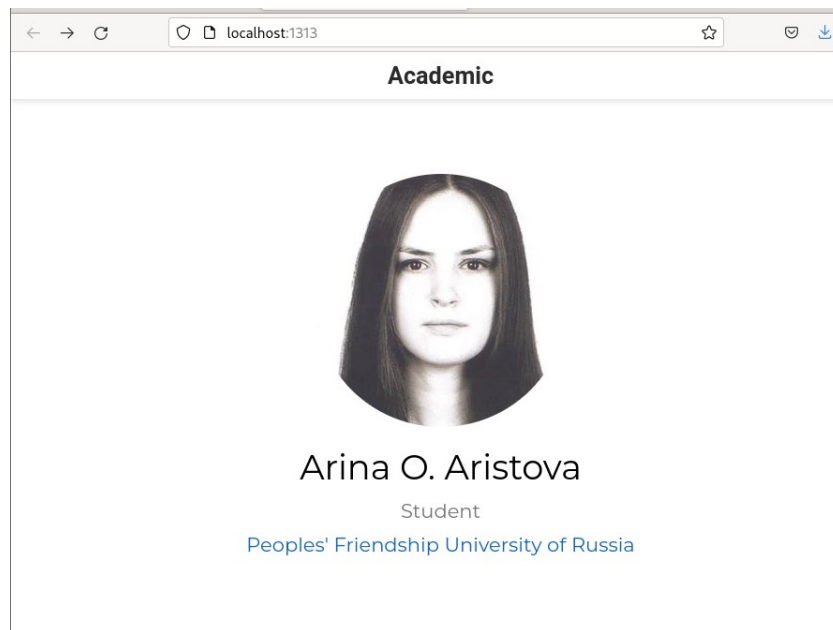 localhost:1313
Academic
Arina O. Aristova
Student
Peoples' Friendship University of Russia